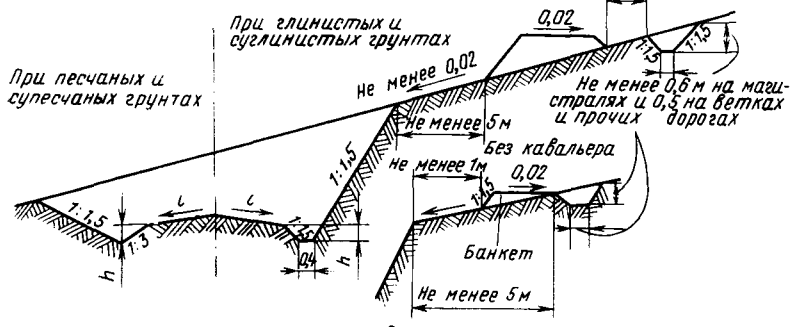 При глинистых и
суглинистых грунтах
0,02
1:1,5
1:1,5
При песчаных и
супесчаных грунтах
Не менее 0,02
Не менее 0,6 м на маги-
стралях и 0,5 на ветках
и прочих дорогах
Не менее 5м
Без кавальера
Не менее 1м
0,02
1:1,5
1:1,5
1:1,5
1:3
i
i
1:1,5
0,4
h
h
Банкет
Не менее 5м